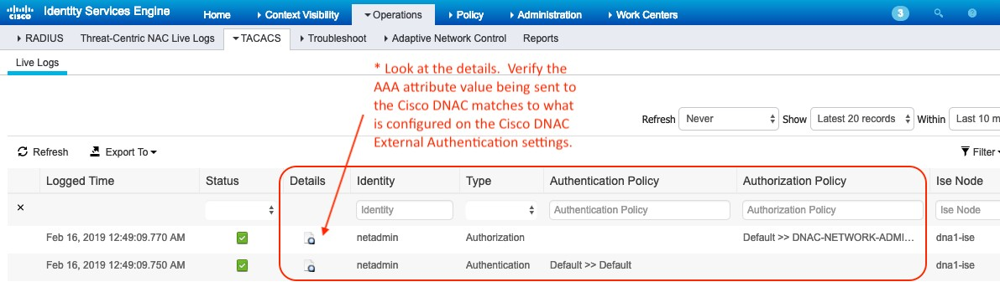 cisco Identity Services Engine Home Context Visibility Operations Policy Administration Work Centers 3
RADIUS Threat-Centric NAC Live Logs TACACS Troubleshoot Adaptive Network Control Reports
Live Logs
* Look at the details. Verify the
AAA attribute value being sent to
the Cisco DNAC matches to what
is configured on the Cisco DNAC
External Authentication settings.
Refresh Never Show Latest 20 records Within Last 10 m
Refresh Export To Filter
Logged Time Status Details Identity Type Authentication Policy Authorization Policy Ise Node
× Identity Authentication Policy Authorization Policy Ise Node
Feb 16, 2019 12:49:09.770 AM netadmin Authorization Default >> DNAC-NETWORK-ADMI... dna1-ise
Feb 16, 2019 12:49:09.750 AM netadmin Authentication Default >> Default dna1-ise